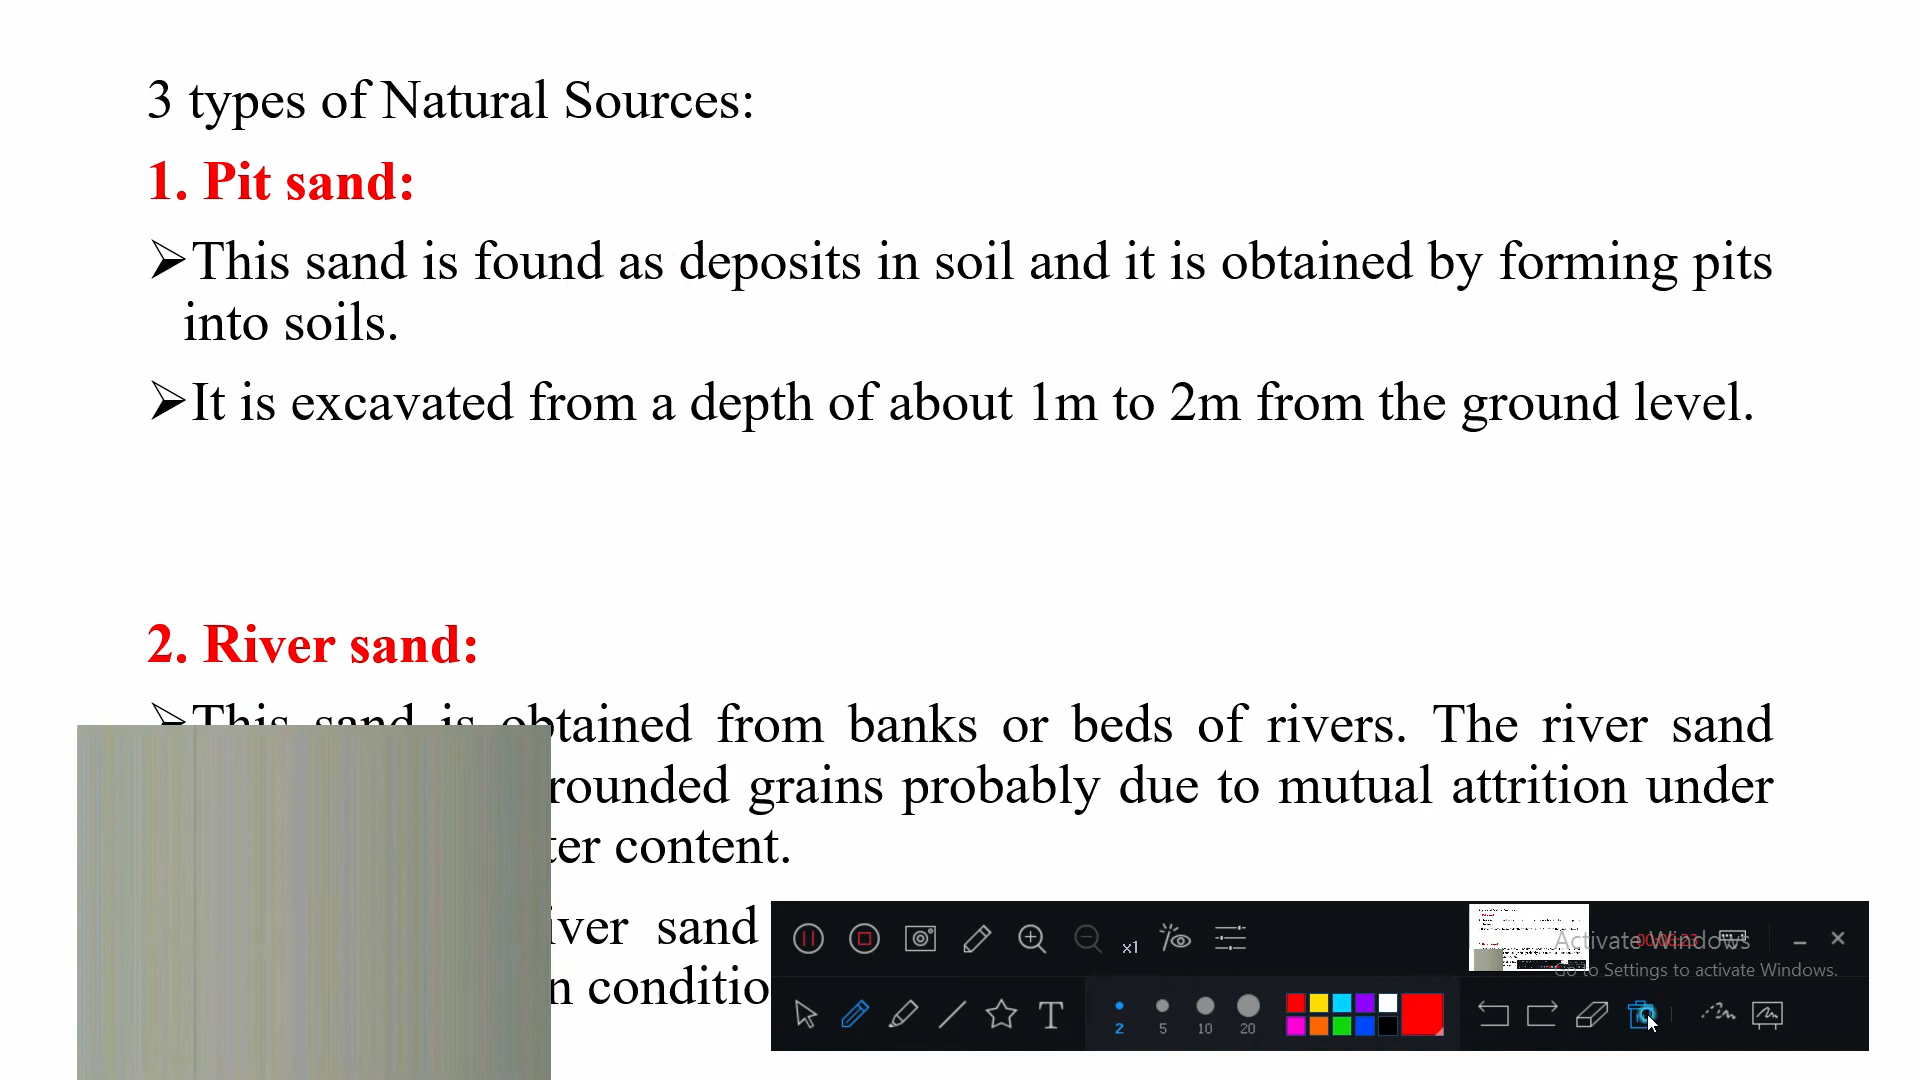 3 types of Natural Sources:
1. Pit sand:
➢This sand is found as deposits in soil and it is obtained by forming pits
into soils.
➢It is excavated from a depth of about 1m to 2m from the ground level.
2. River sand:
➢This sand is obtained from banks or beds of rivers. The river sand
rounded grains probably due to mutual attrition under
content.
sand
x1
Activate Windows
Go to Settings to activate Windows.
T
2 5 10 20